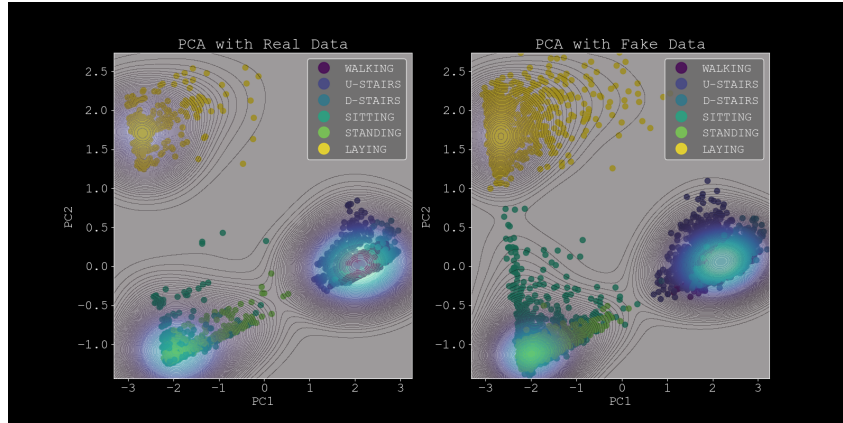 PCA with Real Data
PC2
2.5
2.0
1.5
1.0
0.5
0.0
−0.5
−1.0
WALKING
U-STAIRS
D-STAIRS
SITTING
STANDING
LAYING
−3 −2 −1 0 1 2 3
PC1
PCA with Fake Data
PC2
2.5
2.0
1.5
1.0
0.5
0.0
−0.5
−1.0
WALKING
U-STAIRS
D-STAIRS
SITTING
STANDING
LAYING
−3 −2 −1 0 1 2 3
PC1